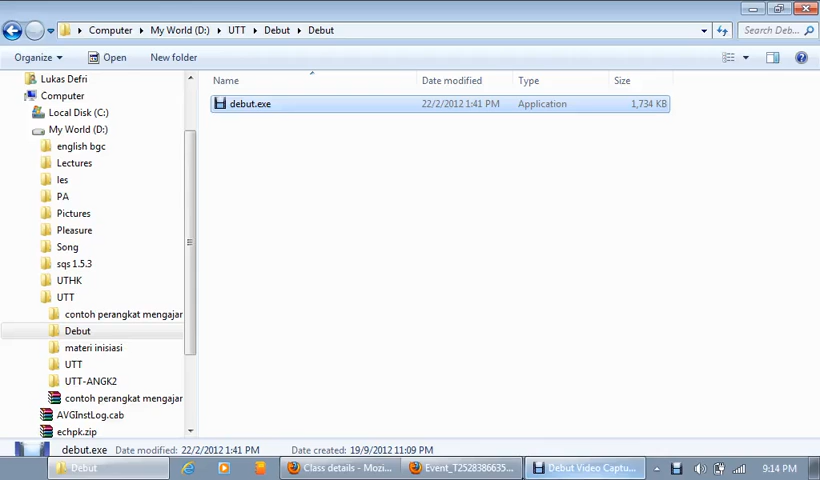 Computer My World (D:) UTT Debut Debut Search Deb...
Organize Open New folder
Name Date modified Type Size
debut.exe 22/2/2012 1:41 PM Application 1,734 KB
Lukas Defri
Computer
Local Disk (C:)
My World (D:)
english bgc
Lectures
les
PA
Pictures
Pleasure
Song
sqs 1.5.3
UTHK
UTT
contoh perangkat mengajar
Debut
materi inisiasi
UTT
UTT-ANGK2
contoh perangkat mengajar
AVGInstLog.cab
echpk.zip
debut.exe Date modified: 22/2/2012 1:41 PM Date created: 19/9/2012 11:09 PM
Debut Class details - Mozi... Event_T2528386635... Debut Video Captu... 9:14 PM